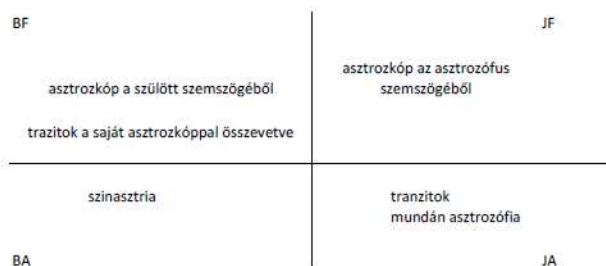 BF
JF
asztrozkóp a szülött szemszögéből
trazitok a saját asztrozkóppal összevetve
asztrozkóp az asztrozófus
szemszögéből
szinasztria
tranzitok
mundán asztrozófia
BA
JA